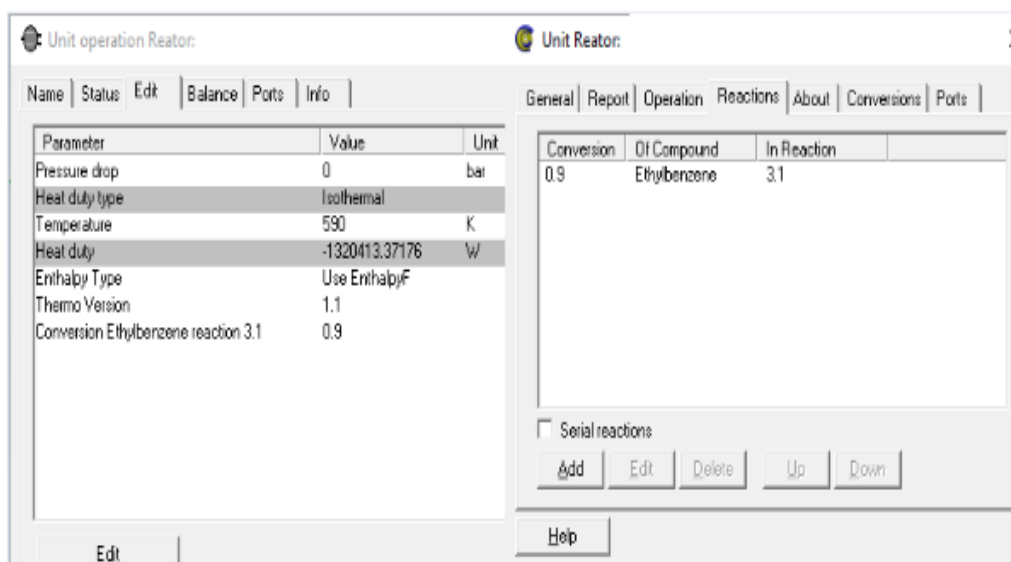 Unit operation Reator:
Name Status Edit Balance Ports Info
Parameter Value Unit
Pressure drop 0 bar
Heat duty type Isothermal
Temperature 590 K
Heat duty -1320413.37176 W
Enthalpy Type Use EnthalpyF
Thermo Version 1.1
Conversion Ethylbenzene reaction 3.1 0.9
Edit
Unit Reator:
General Report Operation Reactions About Conversions Ports
Conversion Of Compound In Reaction
0.9 Ethylbenzene 3.1
Serial reactions
Add Edit Delete Up Down
Help